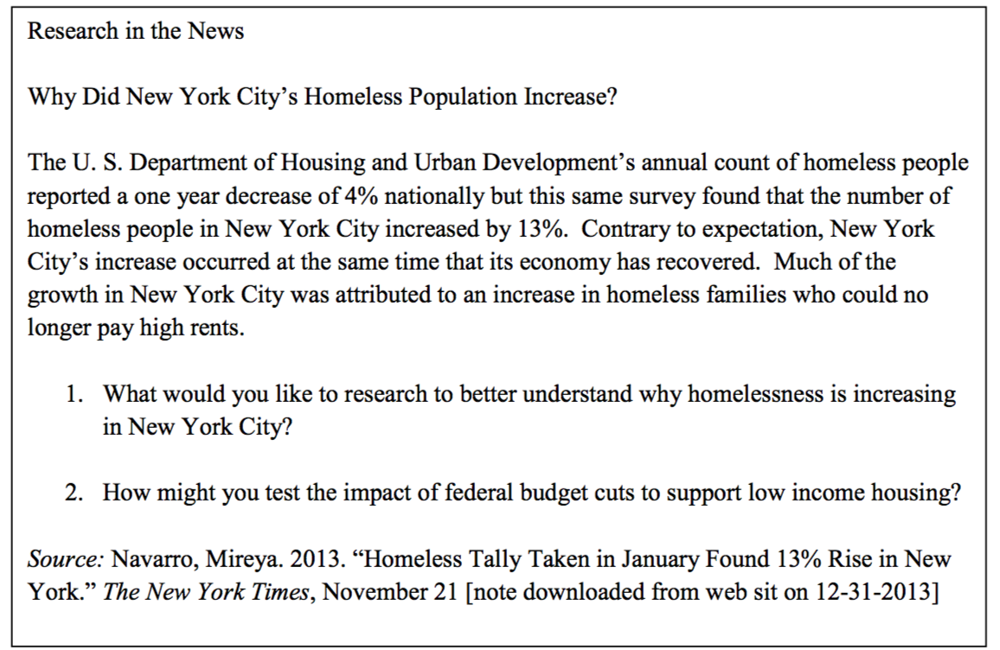 Research in the News
Why Did New York City’s Homeless Population Increase?
The U. S. Department of Housing and Urban Development’s annual count of homeless people
reported a one year decrease of 4% nationally but this same survey found that the number of
homeless people in New York City increased by 13%.  Contrary to expectation, New York
City’s increase occurred at the same time that its economy has recovered.  Much of the
growth in New York City was attributed to an increase in homeless families who could no
longer pay high rents.
1. What would you like to research to better understand why homelessness is increasing
in New York City?
2. How might you test the impact of federal budget cuts to support low income housing?
Source: Navarro, Mireya. 2013. “Homeless Tally Taken in January Found 13% Rise in New
York.” The New York Times, November 21 [note downloaded from web sit on 12-31-2013]